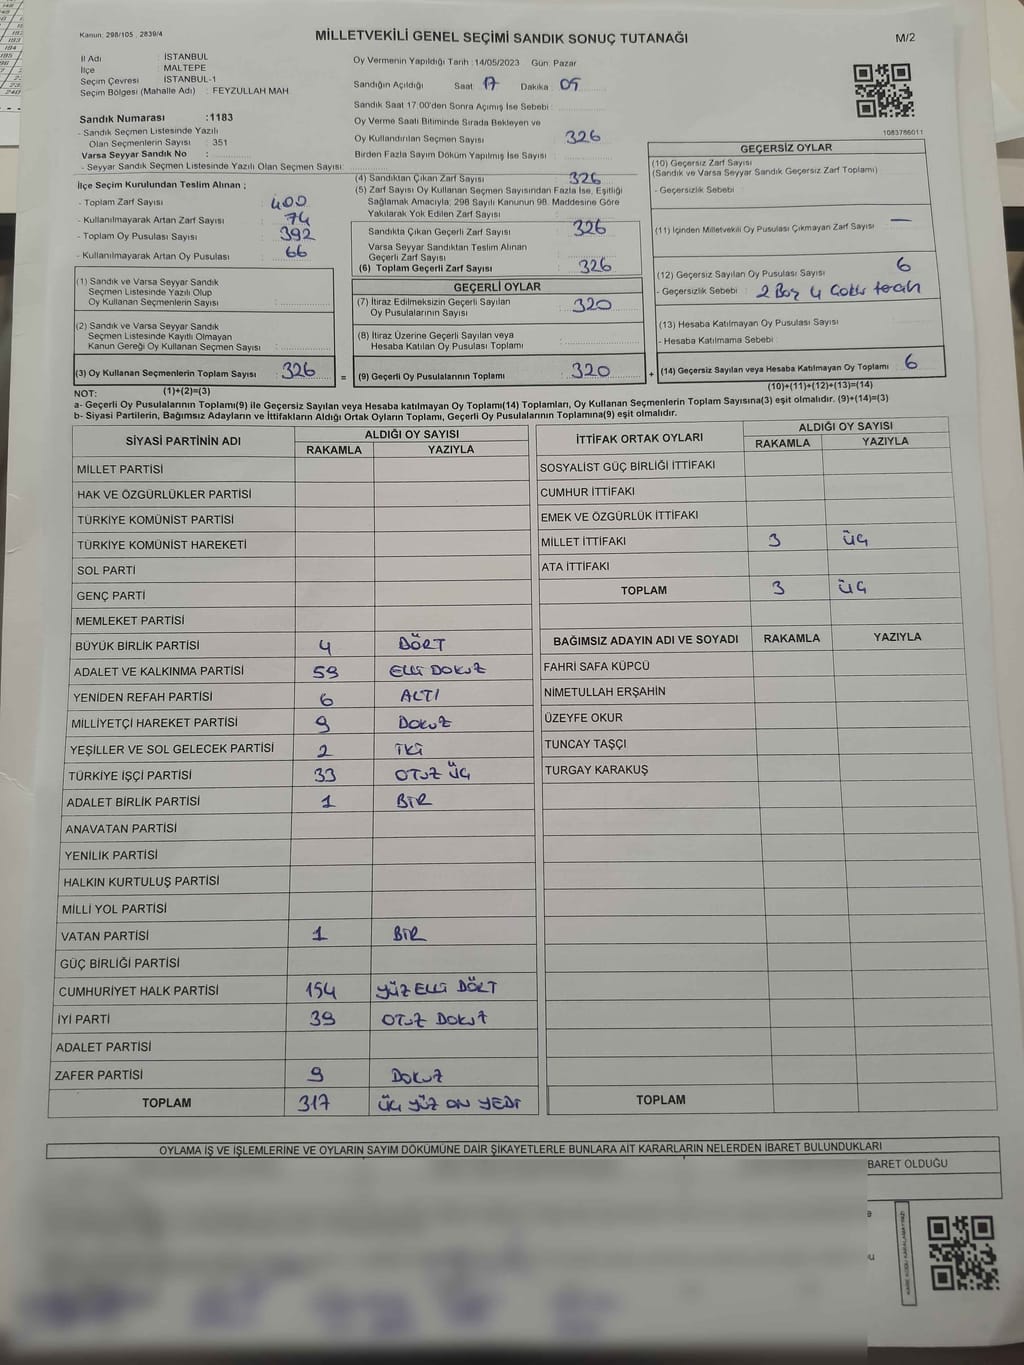 Kanun: 298/105 , 2839/4
MİLLETVEKİLİ GENEL SEÇİMİ SANDIK SONUÇ TUTANAĞI
M/2
İl Adı : İSTANBUL
İlçe : MALTEPE
Seçim Çevresi : İSTANBUL-1
Seçim Bölgesi (Mahalle Adı) : FEYZULLAH MAH.
Sandık Numarası :1183
- Sandık Seçmen Listesinde Yazılı
Olan Seçmenlerin Sayısı : 351
Varsa Seyyar Sandık No :
- Seyyar Sandık Seçmen Listesinde Yazılı Olan Seçmen Sayısı:
İlçe Seçim Kurulundan Teslim Alınan ;
- Toplam Zarf Sayısı : 400
- Kullanılmayarak Artan Zarf Sayısı : 74
- Toplam Oy Pusulası Sayısı : 392
- Kullanılmayarak Artan Oy Pusulası : 66
(1) Sandık ve Varsa Seyyar Sandık
Seçmen Listesinde Yazılı Olup
Oy Kullanan Seçmenlerin Sayısı :
(2) Sandık ve Varsa Seyyar Sandık
Seçmen Listesinde Kayıtlı Olmayan
Kanun Gereği Oy Kullanan Seçmen Sayısı :
(3) Oy Kullanan Seçmenlerin Toplam Sayısı : 326
Oy Vermenin Yapıldığı Tarih :14/05/2023 Gün: Pazar
Sandığın Açıldığı Saat 17 Dakika 05
Sandık Saat 17:00'den Sonra Açımış İse Sebebi :
Oy Verme Saati Bitiminde Sırada Bekleyen ve
Oy Kullandırılan Seçmen Sayısı : 326
Birden Fazla Sayım Döküm Yapılmış İse Sayısı :
(4) Sandıktan Çıkan Zarf Sayısı : 326
(5) Zarf Sayısı Oy Kullanan Seçmen Sayısından Fazla İse, Eşitliği
Sağlamak Amacıyla; 298 Sayılı Kanunun 98. Maddesine Göre
Yakılarak Yok Edilen Zarf Sayısı :
Sandıkta Çıkan Geçerli Zarf Sayısı : 326
Varsa Seyyar Sandıktan Teslim Alınan
Geçerli Zarf Sayısı :
(6) Toplam Geçerli Zarf Sayısı : 326
GEÇERLİ OYLAR
(7) İtiraz Edilmeksizin Geçerli Sayılan
Oy Pusulalarının Sayısı : 320
(8) İtiraz Üzerine Geçerli Sayılan veya
Hesaba Katılan Oy Pusulası Toplamı :
= (9) Geçerli Oy Pusulalarının Toplamı : 320
1083786011
GEÇERSİZ OYLAR
(10) Geçersiz Zarf Sayısı
(Sandık ve Varsa Seyyar Sandık Geçersiz Zarf Toplamı)
- Geçersizlik Sebebi :
(11) İçinden Milletvekili Oy Pusulası Çıkmayan Zarf Sayısı : —
(12) Geçersiz Sayılan Oy Pusulası Sayısı : 6
- Geçersizlik Sebebi : 2 Boş 4 Çoklu tercih
(13) Hesaba Katılmayan Oy Pusulası Sayısı :
- Hesaba Katılmama Sebebi :
+ (14) Geçersiz Sayılan veya Hesaba Katılmayan Oy Toplamı : 6
NOT: (1)+(2)=(3)
(10)+(11)+(12)+(13)=(14)
a- Geçerli Oy Pusulalarının Toplamı(9) ile Geçersiz Sayılan veya Hesaba katılmayan Oy Toplamı(14) Toplamları, Oy Kullanan Seçmenlerin Toplam Sayısına(3) eşit olmalıdır. (9)+(14)=(3)
b- Siyasi Partilerin, Bağımsız Adayların ve İttifakların Aldığı Ortak Oyların Toplamı, Geçerli Oy Pusulalarının Toplamına(9) eşit olmalıdır.
SİYASİ PARTİNİN ADI ALDIĞI OY SAYISI
RAKAMLA YAZIYLA
MİLLET PARTİSİ
HAK VE ÖZGÜRLÜKLER PARTİSİ
TÜRKİYE KOMÜNİST PARTİSİ
TÜRKİYE KOMÜNİST HAREKETİ
SOL PARTİ
GENÇ PARTİ
MEMLEKET PARTİSİ
BÜYÜK BİRLİK PARTİSİ 4 DÖRT
ADALET VE KALKINMA PARTİSİ 59 ELLİ DOKUZ
YENİDEN REFAH PARTİSİ 6 ALTI
MİLLİYETÇİ HAREKET PARTİSİ 9 DOKUZ
YEŞİLLER VE SOL GELECEK PARTİSİ 2 İKİ
TÜRKİYE İŞÇİ PARTİSİ 33 OTUZ ÜÇ
ADALET BİRLİK PARTİSİ 1 BİR
ANAVATAN PARTİSİ
YENİLİK PARTİSİ
HALKIN KURTULUŞ PARTİSİ
MİLLİ YOL PARTİSİ
VATAN PARTİSİ 1 BİR
GÜÇ BİRLİĞİ PARTİSİ
CUMHURİYET HALK PARTİSİ 154 YÜZ ELLİ DÖRT
İYİ PARTİ 39 OTUZ DOKUZ
ADALET PARTİSİ
ZAFER PARTİSİ 9 DOKUZ
TOPLAM 317 ÜÇ YÜZ ON YEDİ
İTTİFAK ORTAK OYLARI ALDIĞI OY SAYISI
RAKAMLA YAZIYLA
SOSYALİST GÜÇ BİRLİĞİ İTTİFAKI
CUMHUR İTTİFAKI
EMEK VE ÖZGÜRLÜK İTTİFAKI
MİLLET İTTİFAKI 3 ÜÇ
ATA İTTİFAKI
TOPLAM 3 ÜÇ
BAĞIMSIZ ADAYIN ADI VE SOYADI RAKAMLA YAZIYLA
FAHRİ SAFA KÜPCÜ
NİMETULLAH ERŞAHİN
ÜZEYFE OKUR
TUNCAY TAŞÇI
TURGAY KARAKUŞ
TOPLAM
OYLAMA İŞ VE İŞLEMLERİNE VE OYLARIN SAYIM DÖKÜMÜNE DAİR ŞİKAYETLERLE BUNLARA AİT KARARLARIN NELERDEN İBARET BULUNDUKLARI
BARET OLDUĞU